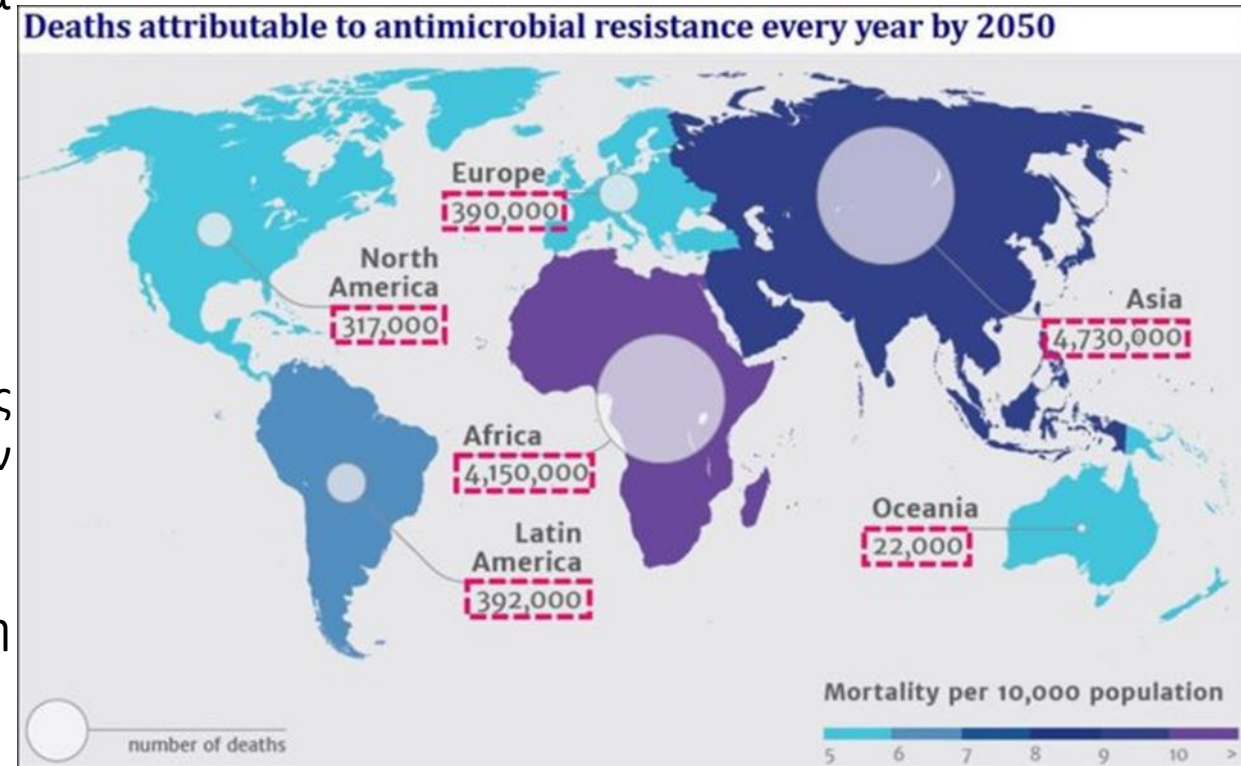 Deaths attributable to antimicrobial resistance every year by 2050
Europe
390,000
North
America
317,000
Asia
4,730,000
Africa
4,150,000
Latin
America
392,000
Oceania
22,000
Mortality per 10,000 population
5 6 7 8 9 10 >
number of deaths